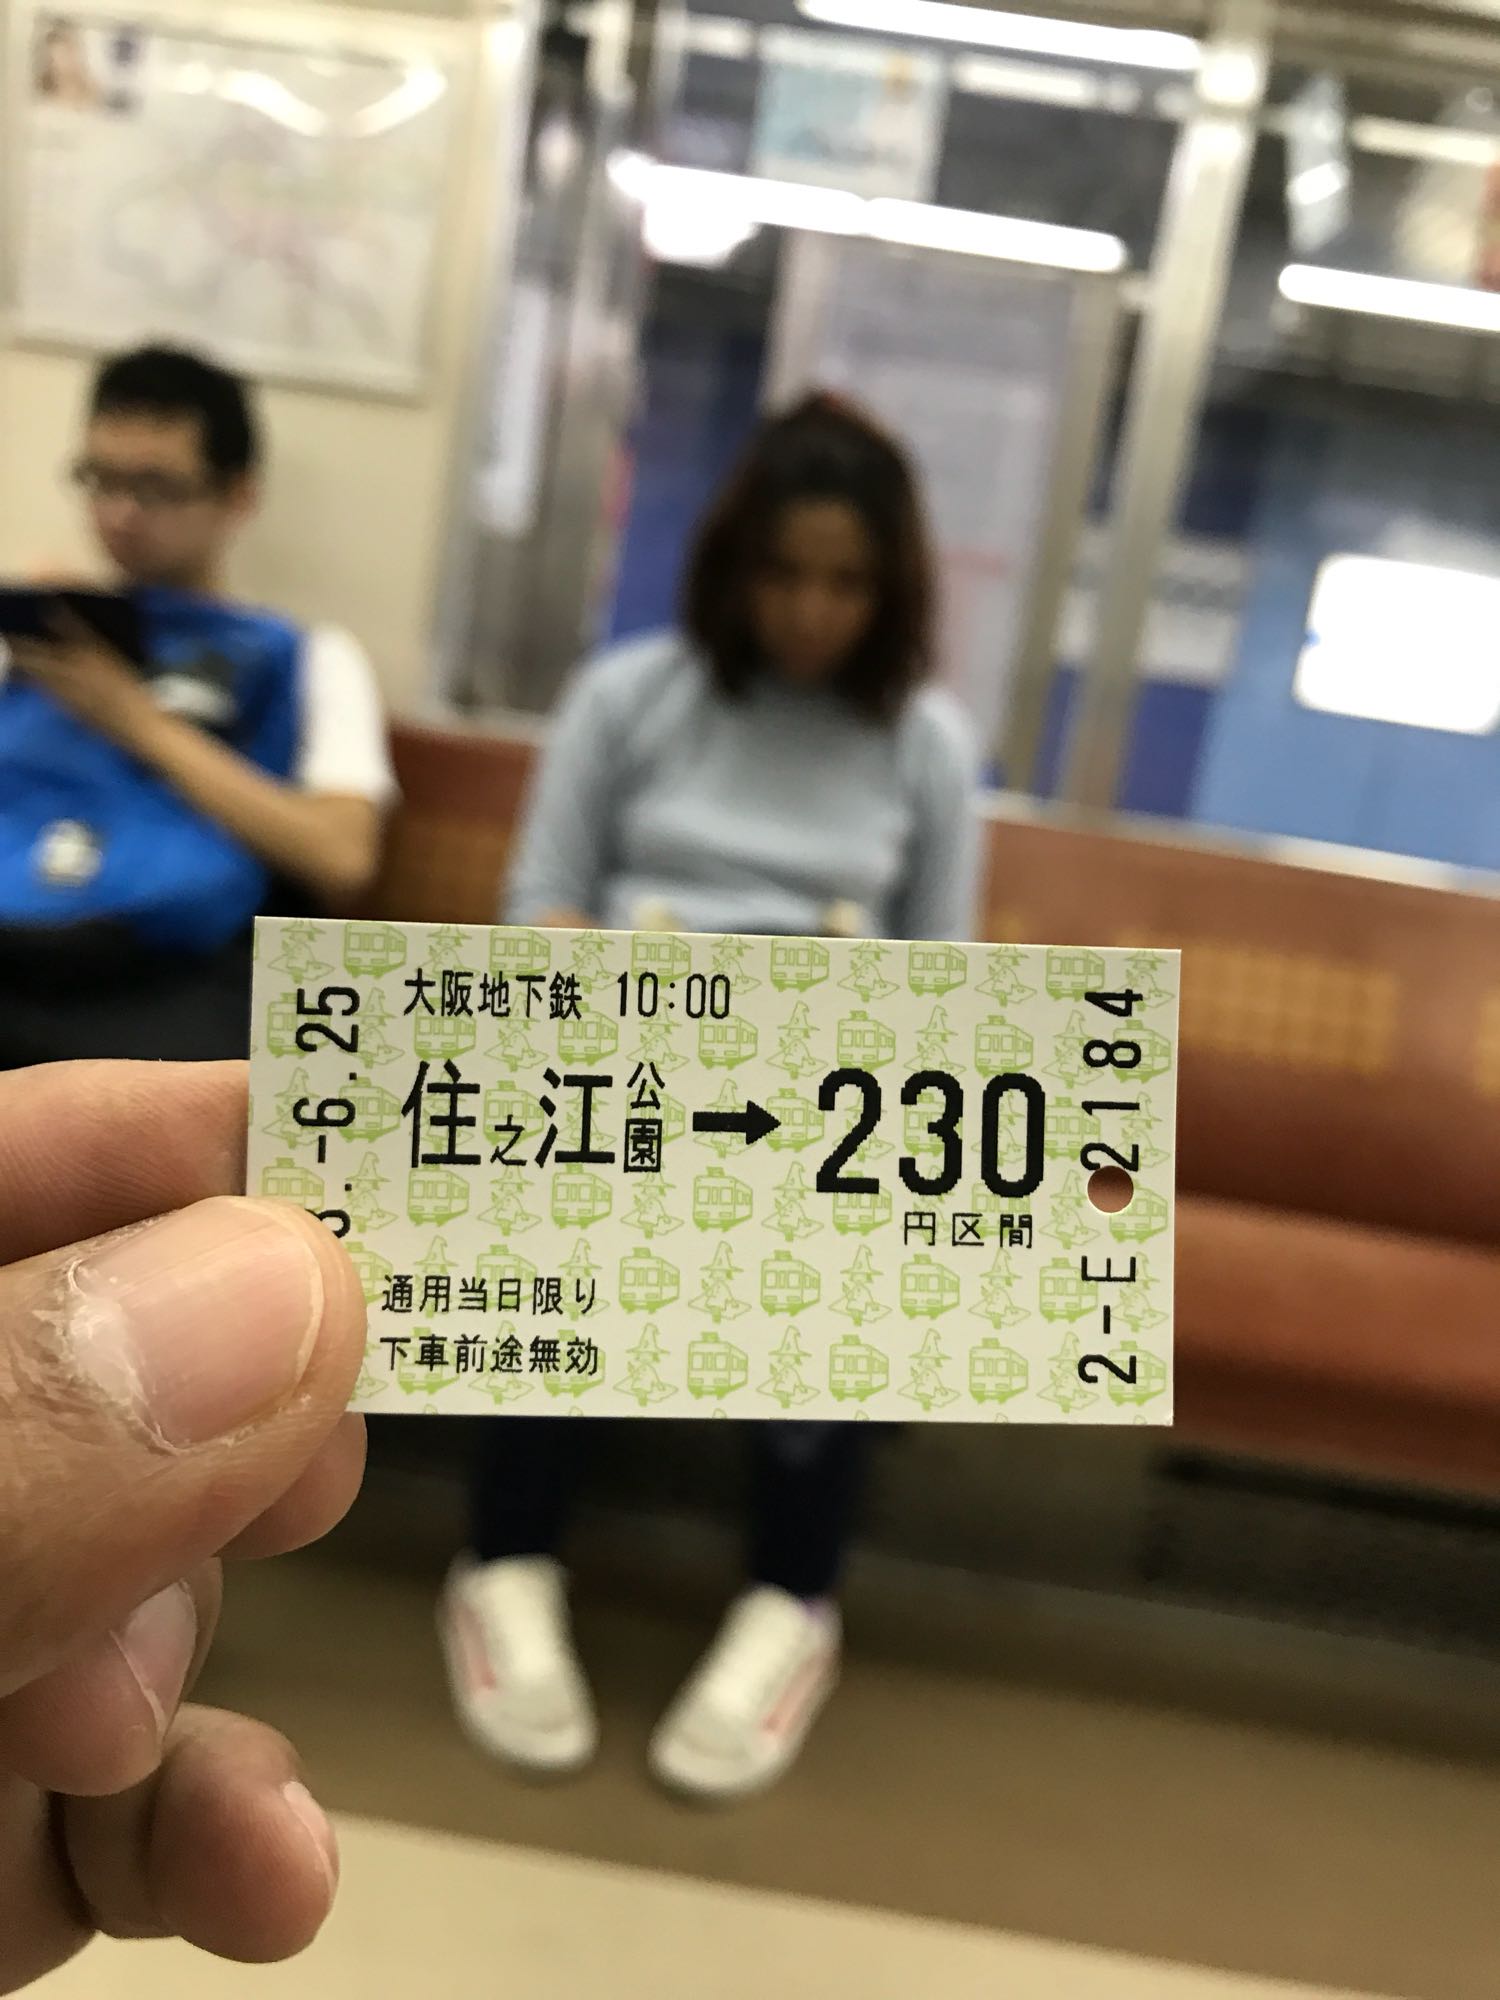 大阪地下鉄 10:00
住之江公園→230
円区間
通用当日限り
下車前途無効
-6.25
2-E 2184